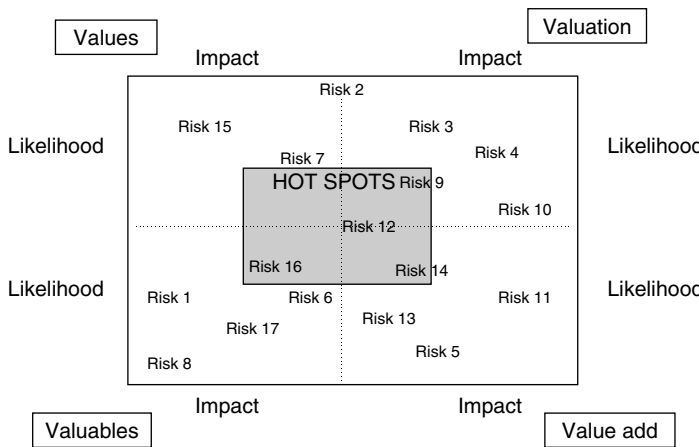 Values
Valuation
Impact
Impact
Risk 2
Likelihood
Risk 15
Risk 3
Likelihood
Risk 7
Risk 4
HOT SPOTS
Risk 9
Risk 10
Risk 12
Risk 16
Risk 14
Likelihood
Risk 1
Risk 6
Risk 11
Likelihood
Risk 17
Risk 13
Risk 5
Risk 8
Impact
Impact
Valuables
Value add